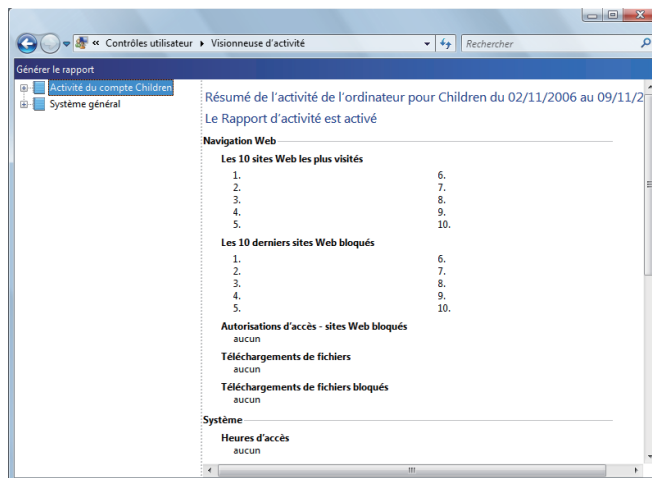 « Contrôles utilisateur ▸ Visionneuse d'activité
Rechercher
Générer le rapport
Activité du compte Children
Système général
Résumé de l'activité de l'ordinateur pour Children du 02/11/2006 au 09/11/2
Le Rapport d'activité est activé
Navigation Web
Les 10 sites Web les plus visités
1. 6.
2. 7.
3. 8.
4. 9.
5. 10.
Les 10 derniers sites Web bloqués
1. 6.
2. 7.
3. 8.
4. 9.
5. 10.
Autorisations d'accès - sites Web bloqués
aucun
Téléchargements de fichiers
aucun
Téléchargements de fichiers bloqués
aucun
Système
Heures d'accès
aucun